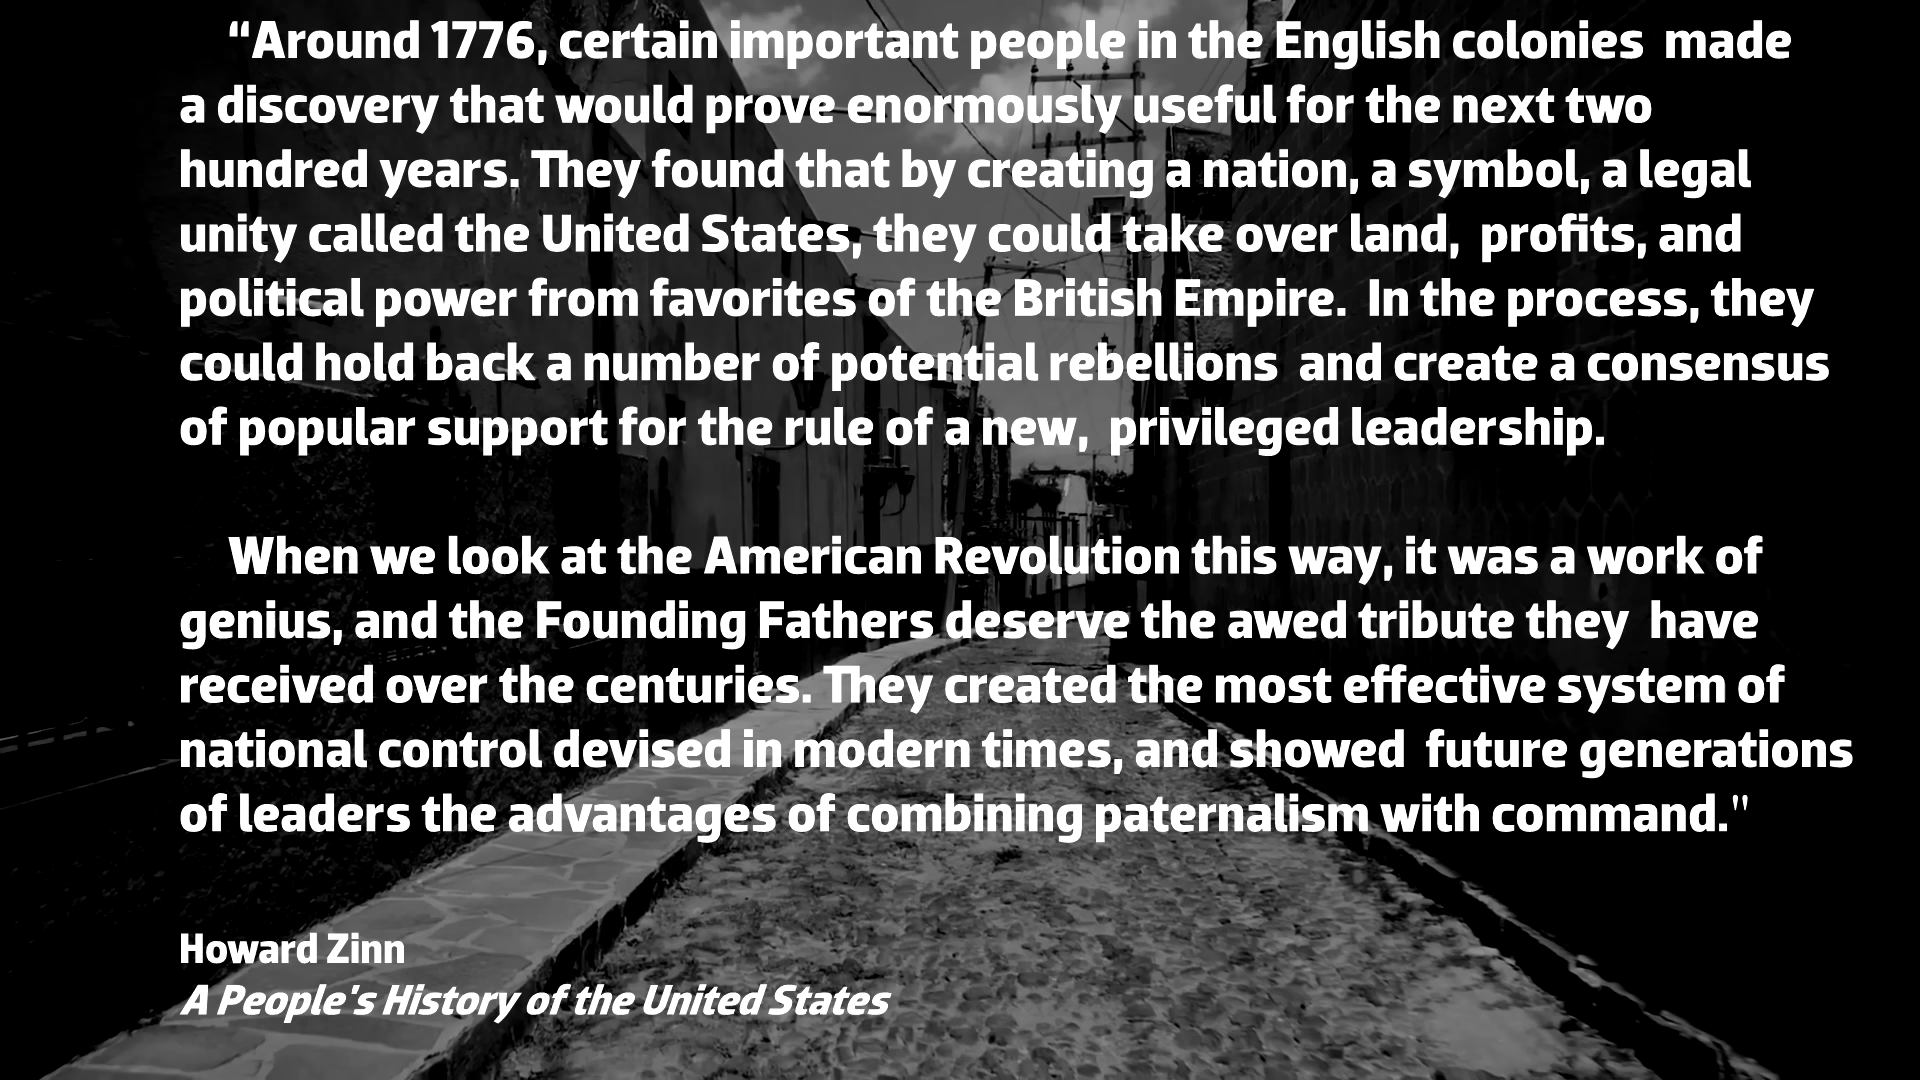 “Around 1776, certain important people in the English colonies  made
a discovery that would prove enormously useful for the next two
hundred years. They found that by creating a nation, a symbol, a legal
unity called the United States, they could take over land,  profits, and
political power from favorites of the British Empire.  In the process, they
could hold back a number of potential rebellions  and create a consensus
of popular support for the rule of a new,  privileged leadership.
When we look at the American Revolution this way, it was a work of
genius, and the Founding Fathers deserve the awed tribute they  have
received over the centuries. They created the most effective system of
national control devised in modern times, and showed  future generations
of leaders the advantages of combining paternalism with command."
Howard Zinn
A People's History of the United States